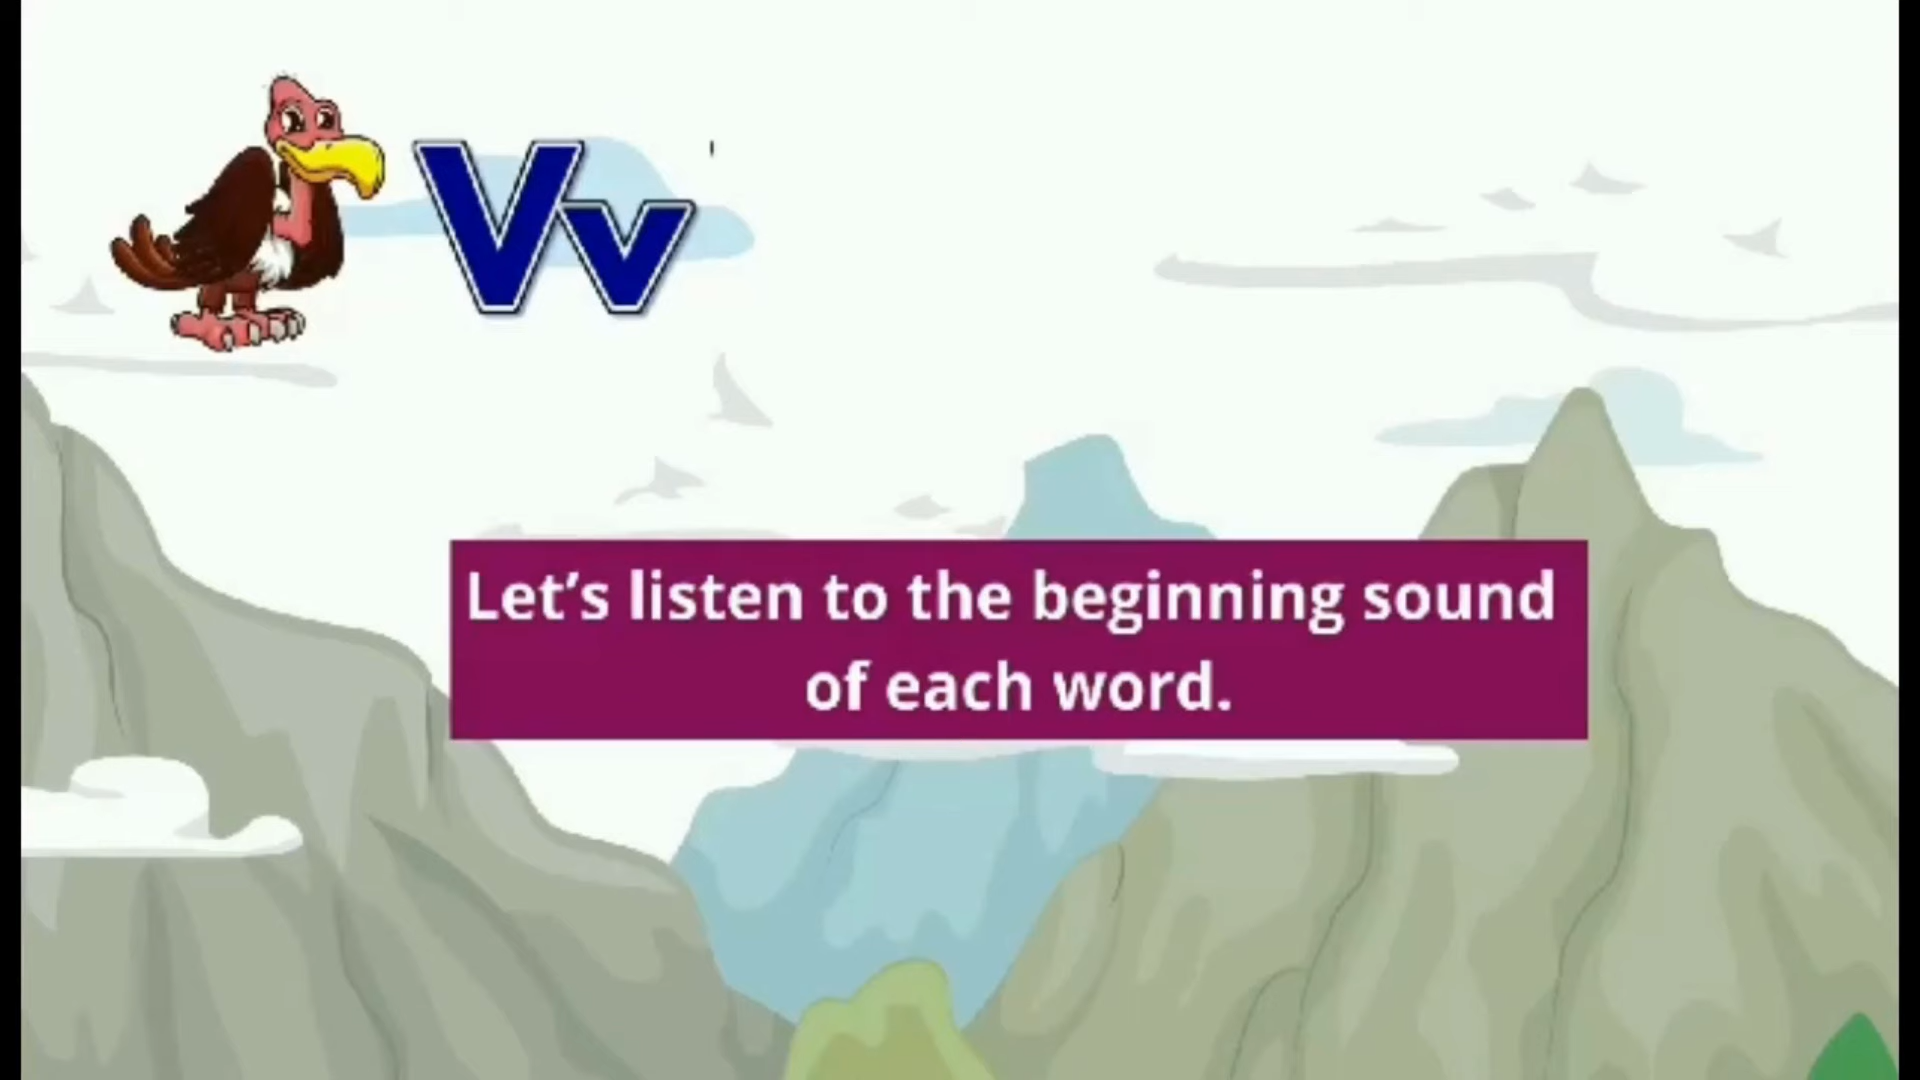 Vv
Let’s listen to the beginning sound
of each word.